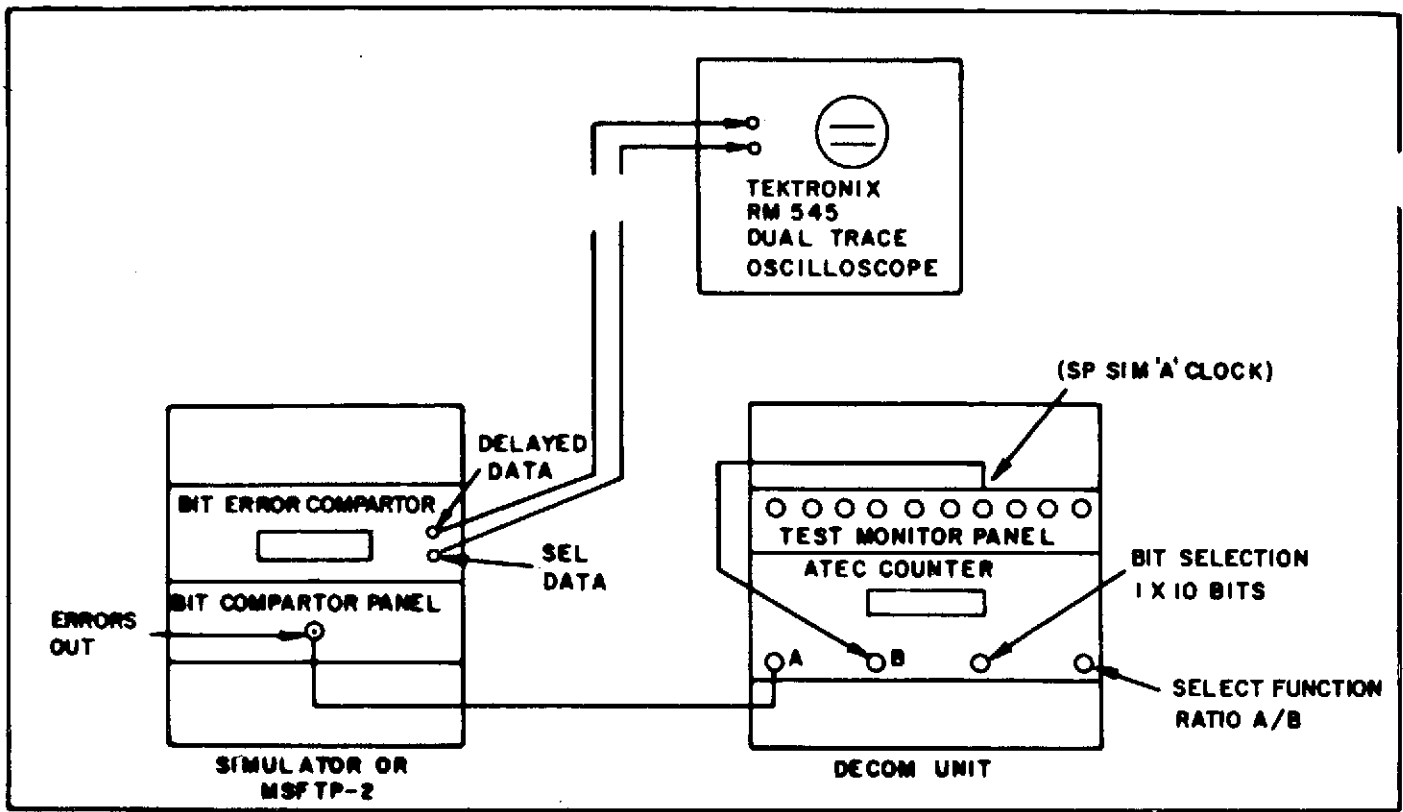 TEKTRONIX
RM 545
DUAL TRACE
OSCILLOSCOPE
(SP SIM 'A' CLOCK)
DELAYED
DATA
BIT ERROR COMPARTOR
SEL
DATA
BIT COMPARTOR PANEL
ERRORS
OUT
SIMULATOR OR
MSFTP-2
TEST MONITOR PANEL
ATEC COUNTER
BIT SELECTION
1 X 10 BITS
A
B
SELECT FUNCTION
RATIO A/B
DECOM UNIT